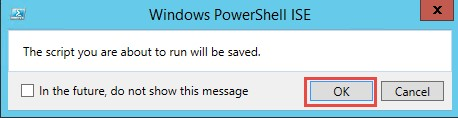 Windows PowerShell ISE
The script you are about to run will be saved.
In the future, do not show this message
OK
Cancel